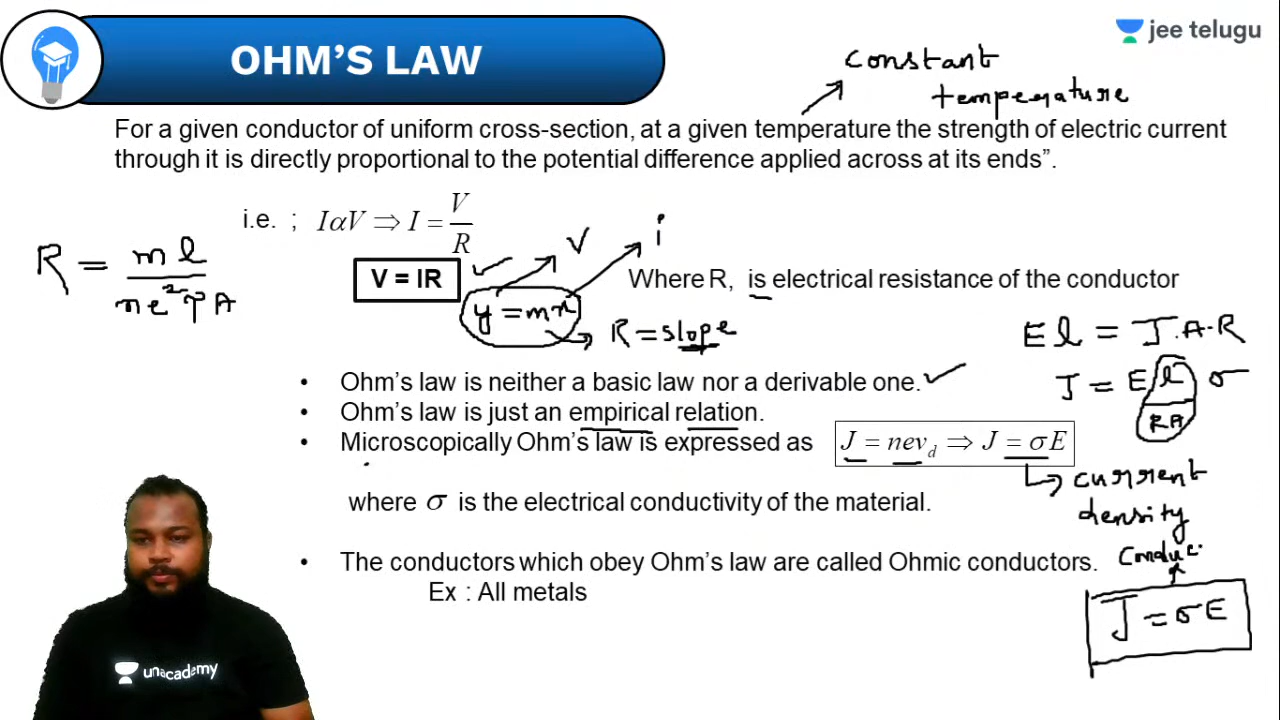 OHM'S LAW
jee telugu
constant
temperature
For a given conductor of uniform cross-section, at a given temperature the strength of electric current
through it is directly proportional to the potential difference applied across at its ends”.
i.e. ; IαV ⇒ I = V/R
R = ml/ne²τA
V = IR
y = mx
V
i
R = slope
Where R, is electrical resistance of the conductor
El = J.A.R
J = E l/RA σ
• Ohm's law is neither a basic law nor a derivable one.
• Ohm's law is just an empirical relation.
• Microscopically Ohm's law is expressed as J = nev_d ⇒ J = σE
current
density
where σ is the electrical conductivity of the material.
Conduc.
• The conductors which obey Ohm's law are called Ohmic conductors.
Ex : All metals
J = σE
unacademy